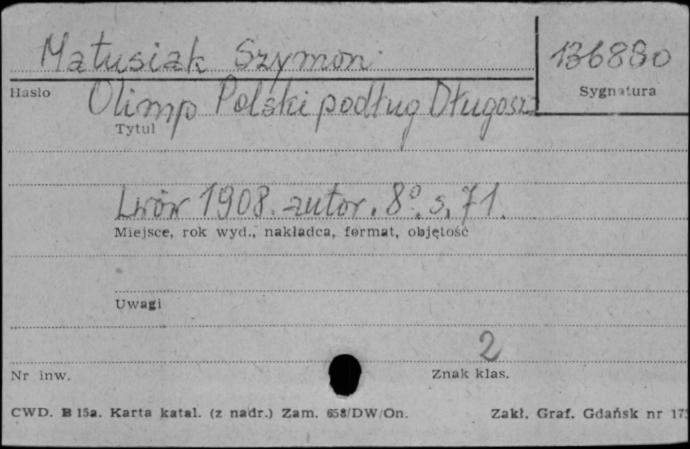 Matusiak Szymon.
136880
Hasło
Sygnatura
Olimp Polski podług Długosza
Tytuł
Lwów 1908. autor. 8°. s. 71.
Miejsce, rok wyd., nakładca, format, objętość
Uwagi
2
Nr inw.
Znak klas.
CWD. B 15a. Karta katal. (z nadr.) Zam. 658/DW/On.
Zakł. Graf. Gdańsk nr 173